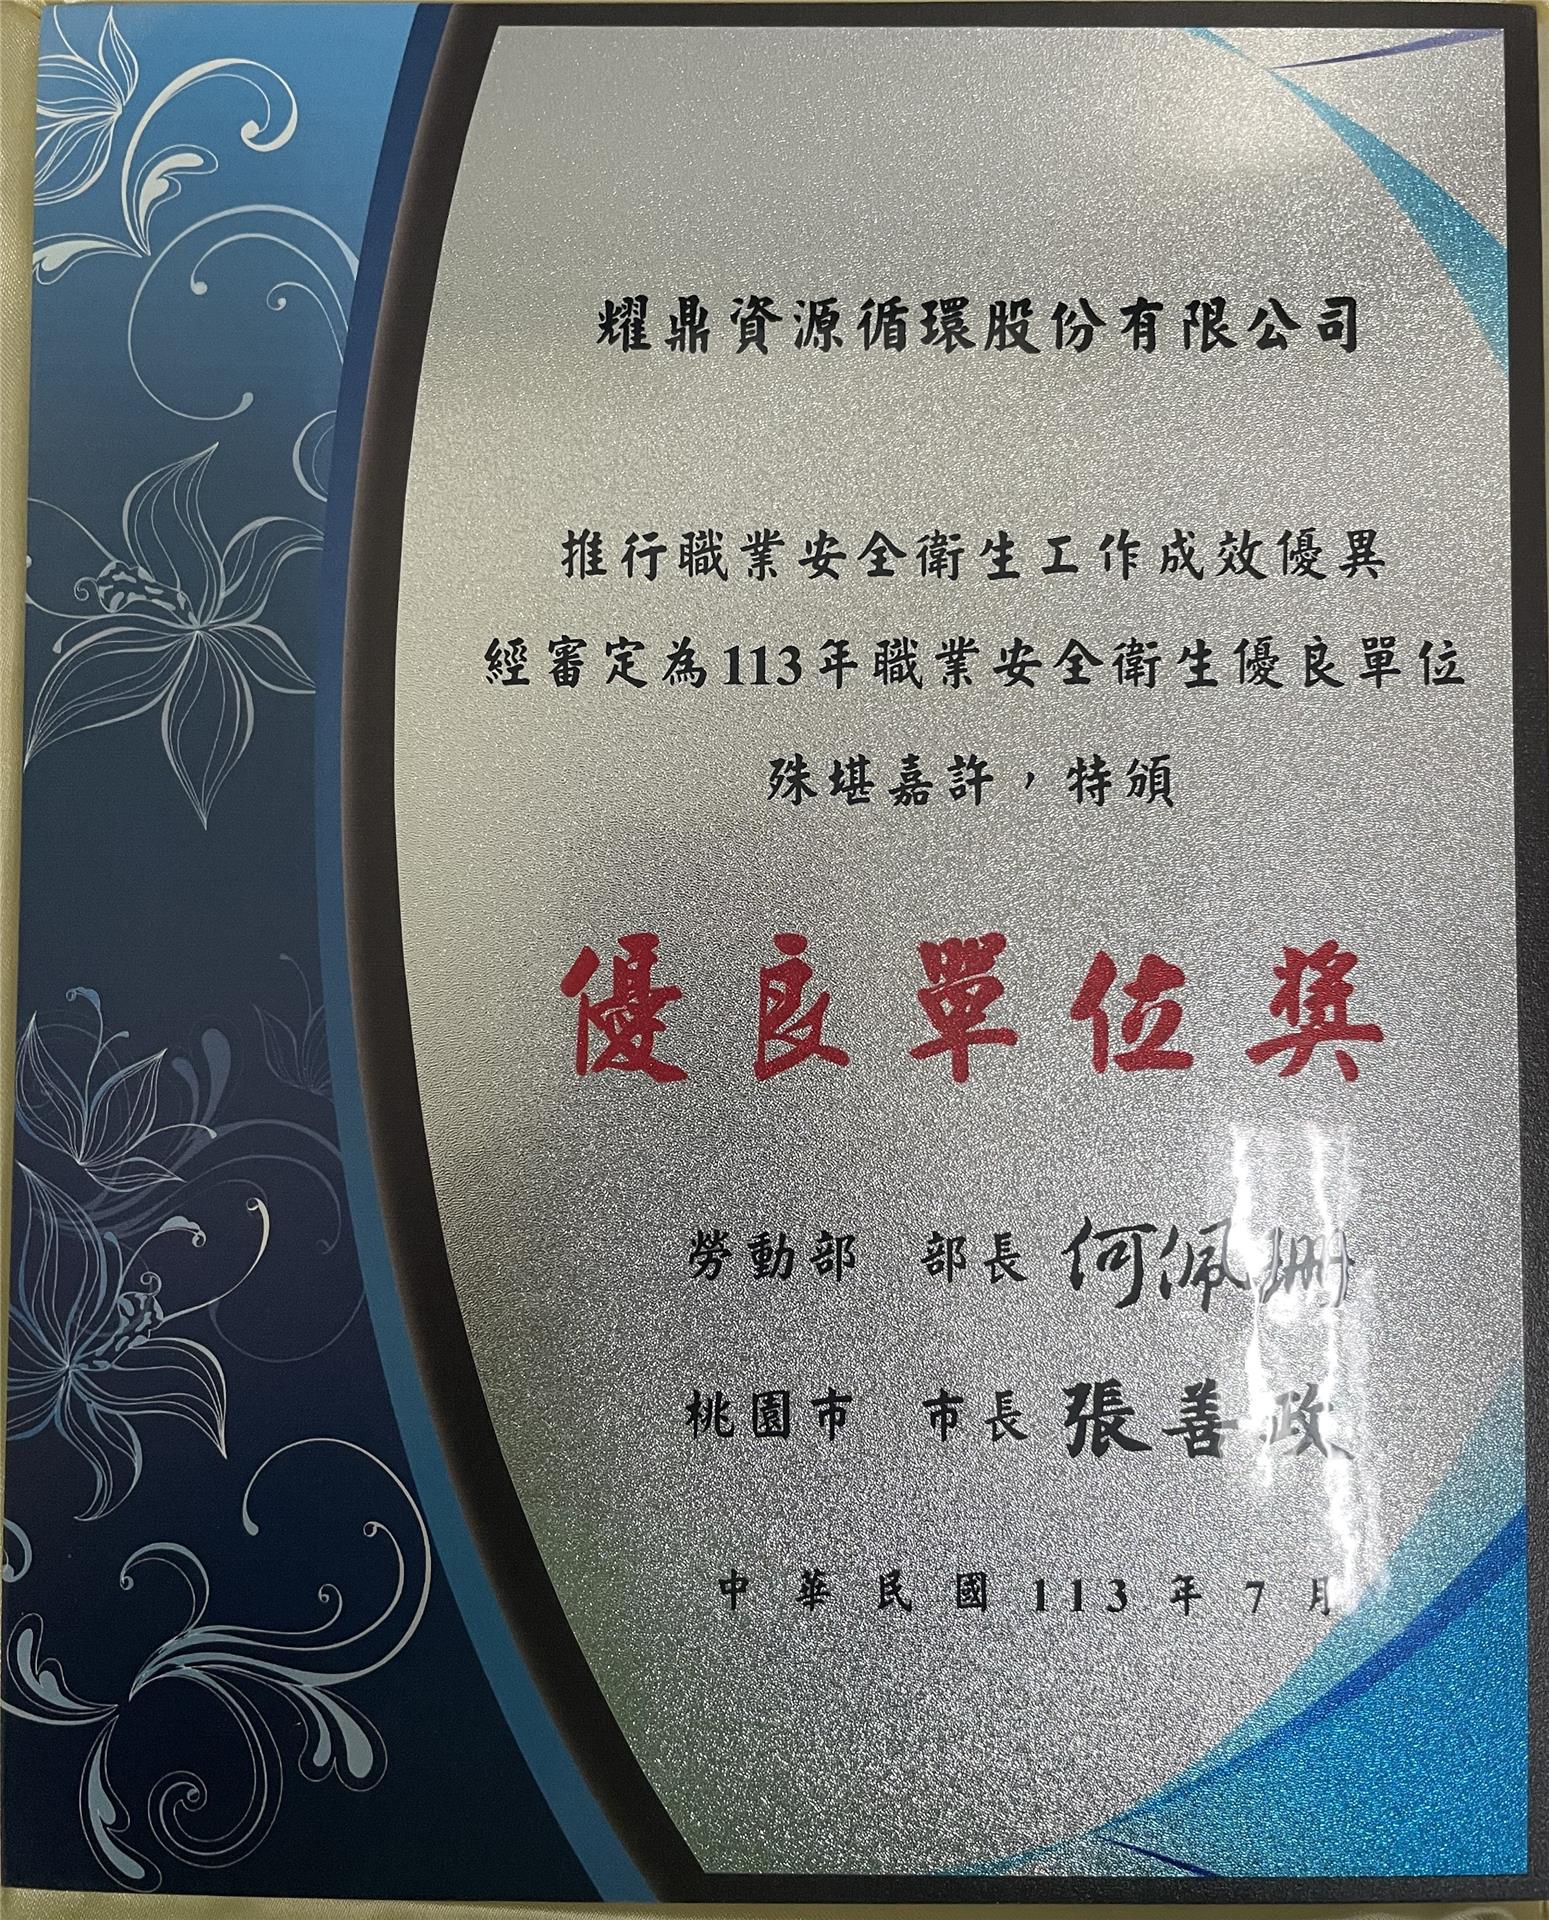 耀鼎資源循環股份有限公司
推行職業安全衛生工作成效優異
經審定為113年職業安全衛生優良單位
殊堪嘉許，特頒
優良單位獎
勞動部 部長 何佩珊
桃園市 市長 張善政
中華民國113年7月